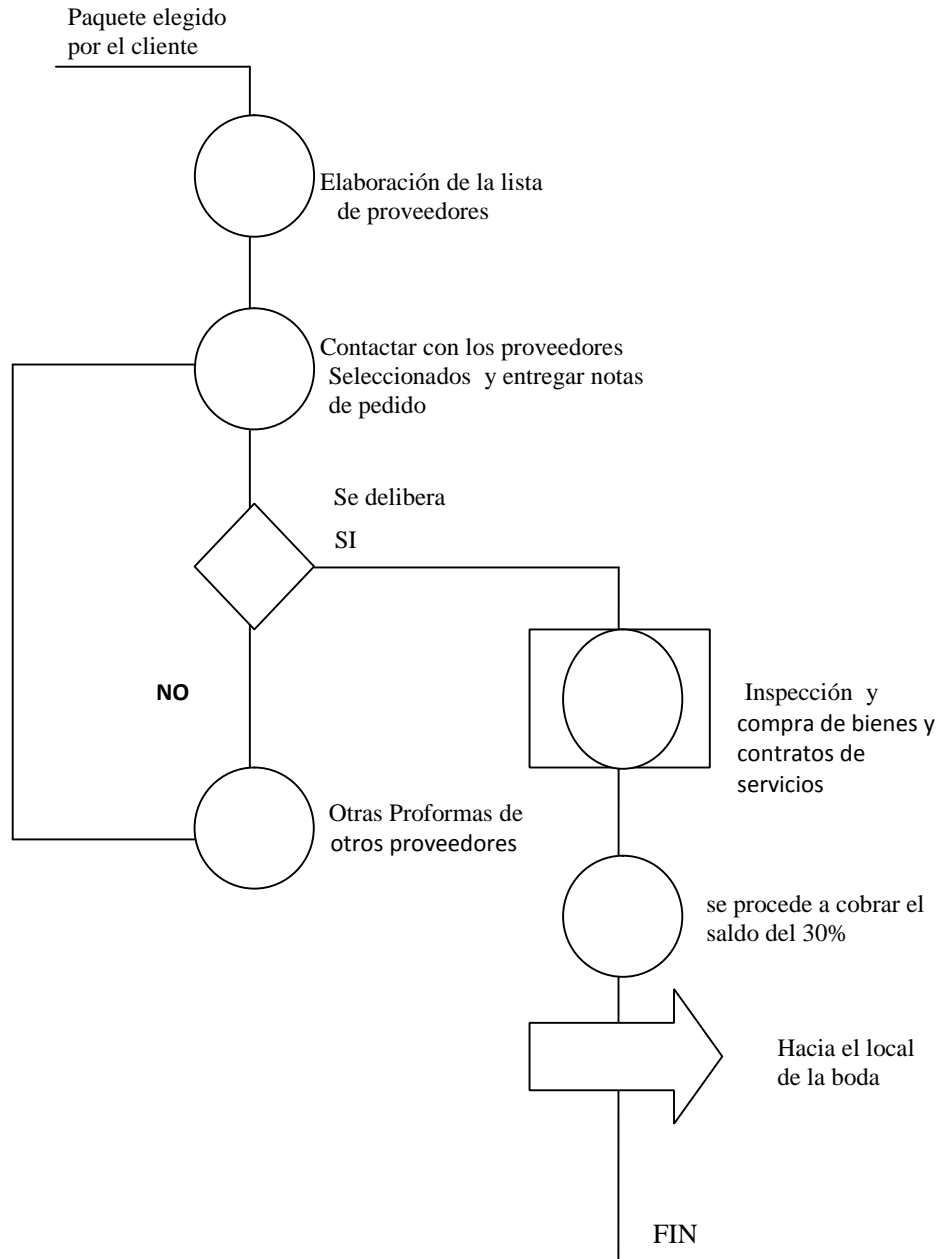 Paquete elegido
por el cliente
Elaboración de la lista
de proveedores
Contactar con los proveedores
Seleccionados y entregar notas
de pedido
Se delibera
SI
NO
Inspección y
compra de bienes y
contratos de
servicios
Otras Proformas de
otros proveedores
se procede a cobrar el
saldo del 30%
Hacia el local
de la boda
FIN